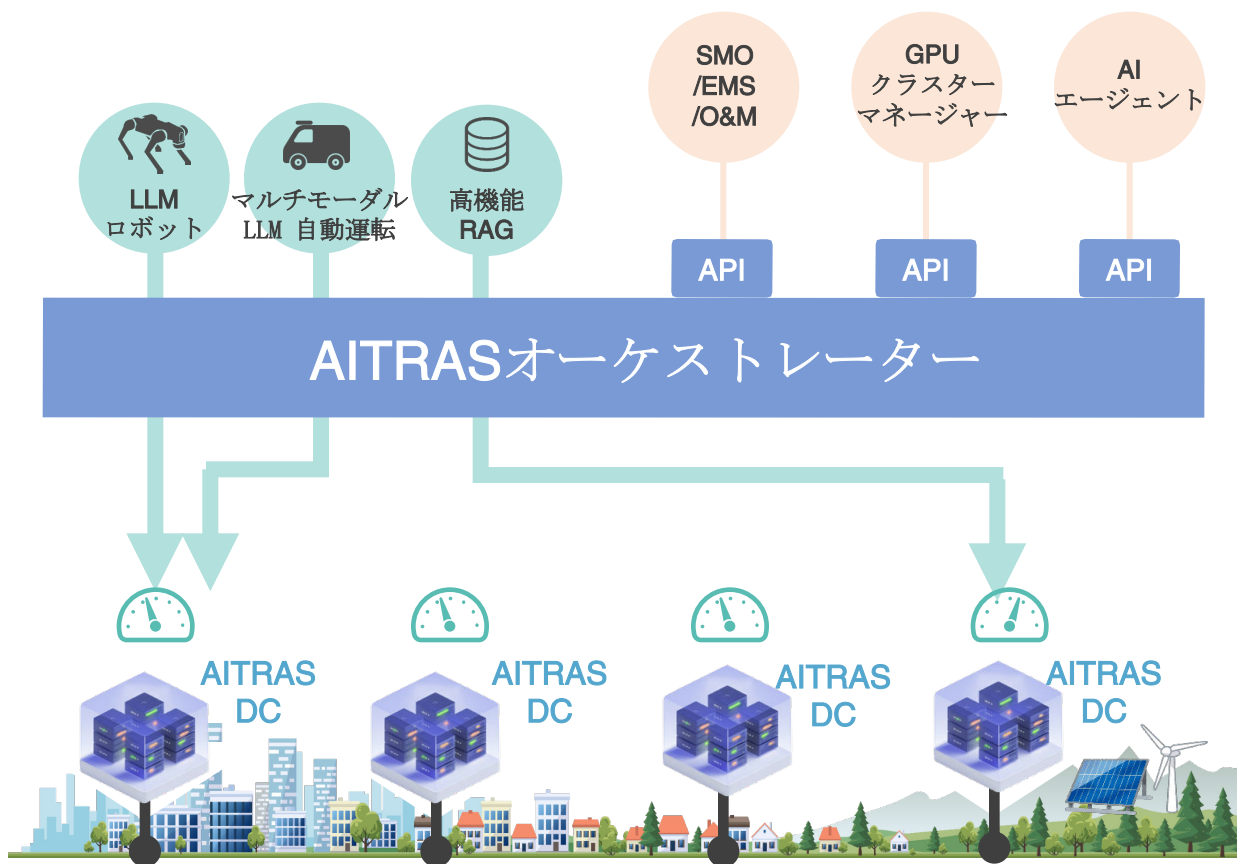 SMO
/EMS
/O&M
GPU
クラスター
マネージャー
AI
エージェント
LLM
ロボット
マルチモーダル
LLM 自動運転
高機能
RAG
API
API
API
AITRASオーケストレーター
AITRAS
DC
AITRAS
DC
AITRAS
DC
AITRAS
DC